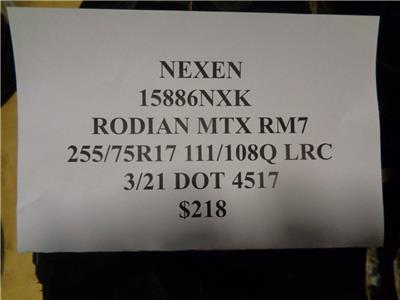 NEXEN
15886NXK
RODIAN MTX RM7
255/75R17 111/108Q LRC
3/21 DOT 4517
$218